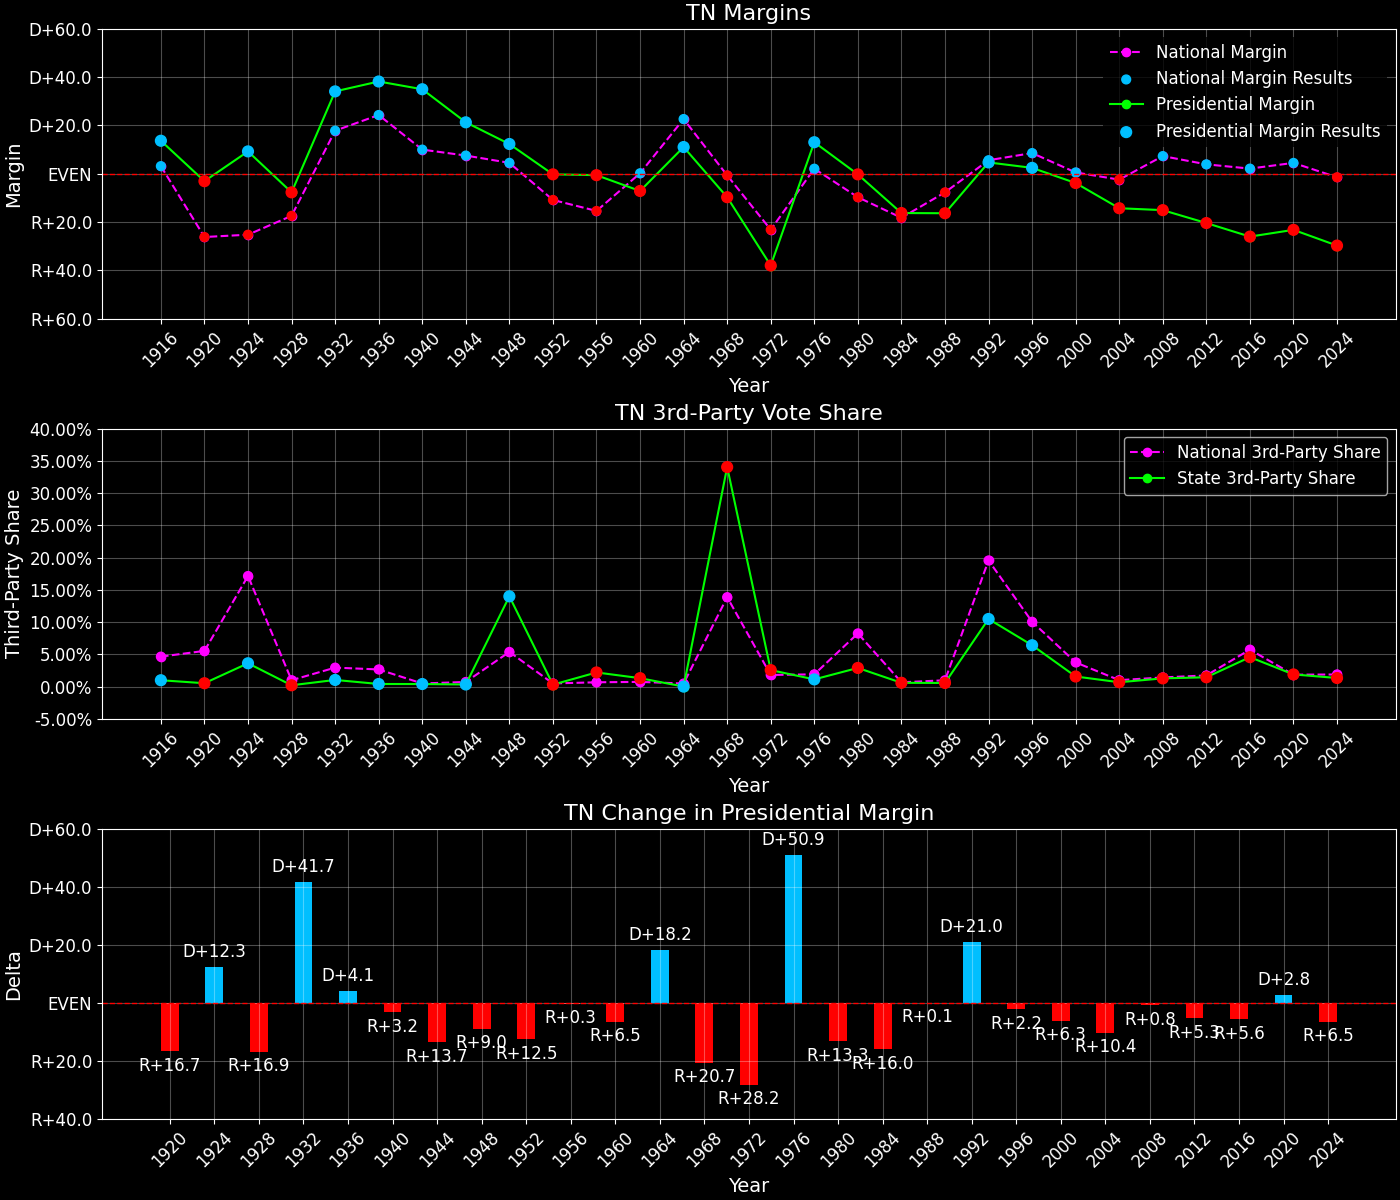 TN Margins
D+60.0
D+40.0
D+20.0
EVEN
R+20.0
R+40.0
R+60.0
Margin
National Margin
National Margin Results
Presidential Margin
Presidential Margin Results
1916 1920 1924 1928 1932 1936 1940 1944 1948 1952 1956 1960 1964 1968 1972 1976 1980 1984 1988 1992 1996 2000 2004 2008 2012 2016 2020 2024
Year
TN 3rd-Party Vote Share
40.00%
35.00%
30.00%
25.00%
20.00%
15.00%
10.00%
5.00%
0.00%
-5.00%
Third-Party Share
National 3rd-Party Share
State 3rd-Party Share
1916 1920 1924 1928 1932 1936 1940 1944 1948 1952 1956 1960 1964 1968 1972 1976 1980 1984 1988 1992 1996 2000 2004 2008 2012 2016 2020 2024
Year
TN Change in Presidential Margin
D+60.0
D+40.0
D+20.0
EVEN
R+20.0
R+40.0
Delta
R+16.7
D+12.3
R+16.9
D+41.7
D+4.1
R+3.2
R+13.7
R+9.0
R+12.5
R+0.3
R+6.5
D+18.2
R+20.7
R+28.2
D+50.9
R+13.3
R+16.0
R+0.1
D+21.0
R+2.2
R+6.3
R+10.4
R+0.8
R+5.3
R+5.6
D+2.8
R+6.5
1920 1924 1928 1932 1936 1940 1944 1948 1952 1956 1960 1964 1968 1972 1976 1980 1984 1988 1992 1996 2000 2004 2008 2012 2016 2020 2024
Year